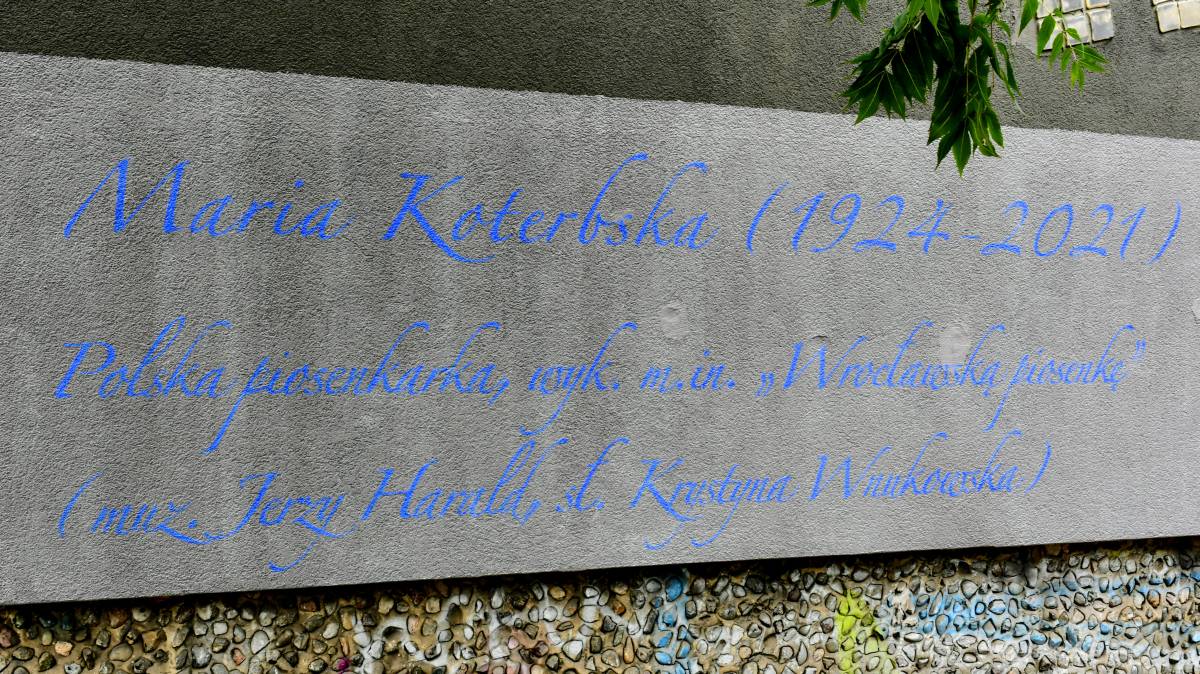 Maria Koterbska (1924-2021)
Polska piosenkarka, wyk. m.in. „Wrocławską piosenkę”
(muz. Jerzy Harald, sł. Krystyna Wnukowska)